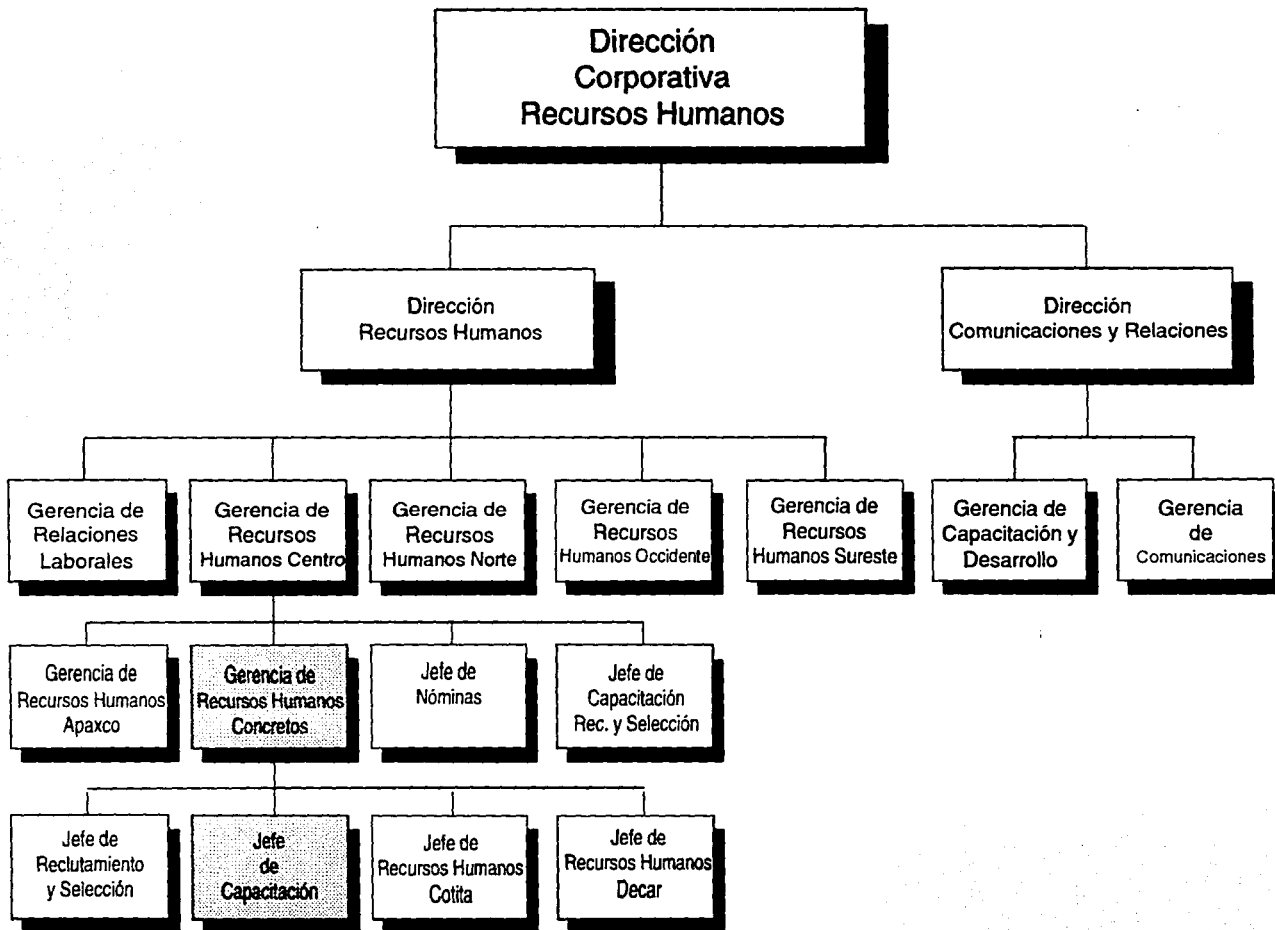 Dirección
Corporativa
Recursos Humanos
Dirección
Recursos Humanos
Dirección
Comunicaciones y Relaciones
Gerencia de
Relaciones
Laborales
Gerencia de
Recursos
Humanos Centro
Gerencia de
Recursos
Humanos Norte
Gerencia de
Recursos
Humanos Occidente
Gerencia de
Recursos
Humanos Sureste
Gerencia de
Capacitación y
Desarrollo
Gerencia
de
Comunicaciones
Gerencia de
Recursos Humanos
Apaxco
Gerencia de
Recursos Humanos
Concretos
Jefe de
Nóminas
Jefe de
Capacitación
Rec. y Selección
Jefe de
Reclutamiento
y Selección
Jefe
de
Capacitación
Jefe de
Recursos Humanos
Cotita
Jefe de
Recursos Humanos
Decar